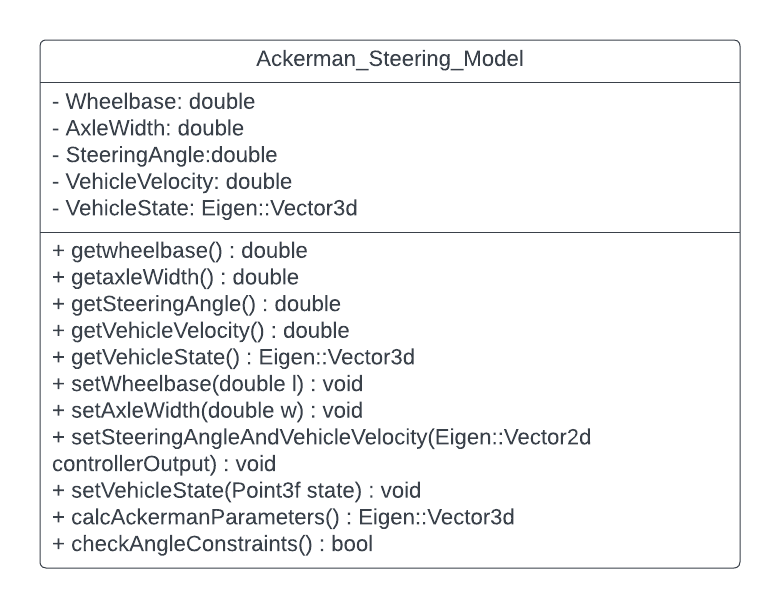 Ackerman_Steering_Model
- Wheelbase: double
- AxleWidth: double
- SteeringAngle:double
- VehicleVelocity: double
- VehicleState: Eigen::Vector3d
+ getwheelbase() : double
+ getaxleWidth() : double
+ getSteeringAngle() : double
+ getVehicleVelocity() : double
+ getVehicleState() : Eigen::Vector3d
+ setWheelbase(double l) : void
+ setAxleWidth(double w) : void
+ setSteeringAngleAndVehicleVelocity(Eigen::Vector2d
controllerOutput) : void
+ setVehicleState(Point3f state) : void
+ calcAckermanParameters() : Eigen::Vector3d
+ checkAngleConstraints() : bool